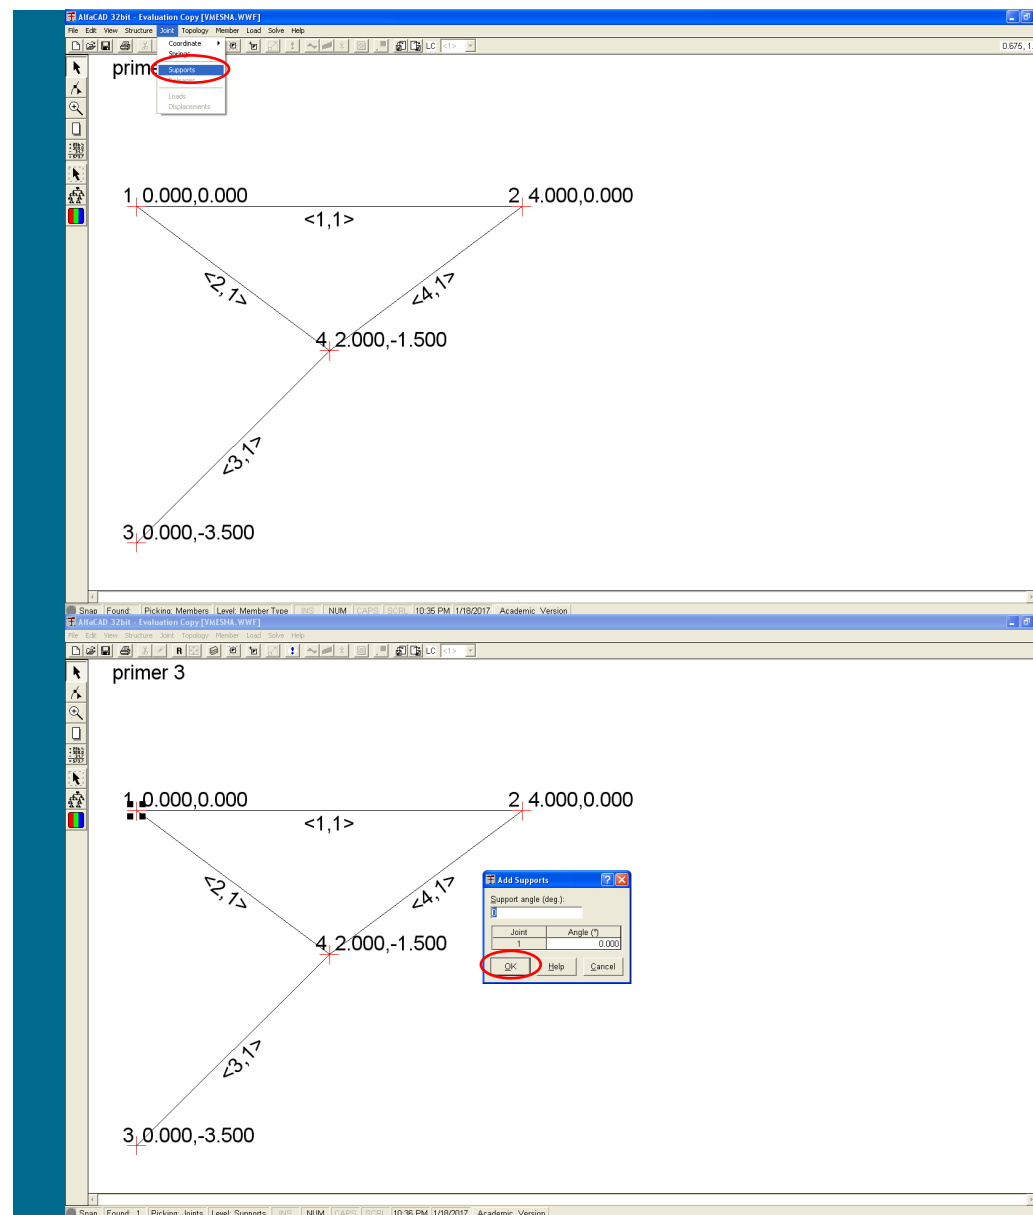 AlfaCAD 32bit - Evaluation Copy [VMESNA.WWF]
File Edit View Structure Joint Topology Member Load Solve Help
LC <1>
0.675, 1.
Coordinate
Springs
Supports
Loads
Displacements
prime
1 0.000,0.000
2 4.000,0.000
<1,1>
<2,1>
<4,1>
4 2.000,-1.500
<3,1>
3 0.000,-3.500
Snap Found: Picking: Members Level: Member Type INS NUM CAPS SCRL 10:35 PM 1/18/2017 Academic Version
AlfaCAD 32bit - Evaluation Copy [VMESNA.WWF]
File Edit View Structure Joint Topology Member Load Solve Help
R LC <1>
primer 3
1 0.000,0.000
2 4.000,0.000
<1,1>
<2,1>
<4,1>
Add Supports
Support angle (deg.):
0
Joint Angle (°)
1 0.000
OK Help Cancel
4 2.000,-1.500
<3,1>
3 0.000,-3.500
Snap Found: 1 Picking: Joints Level: Supports INS NUM CAPS SCRL 10:36 PM 1/18/2017 Academic Version